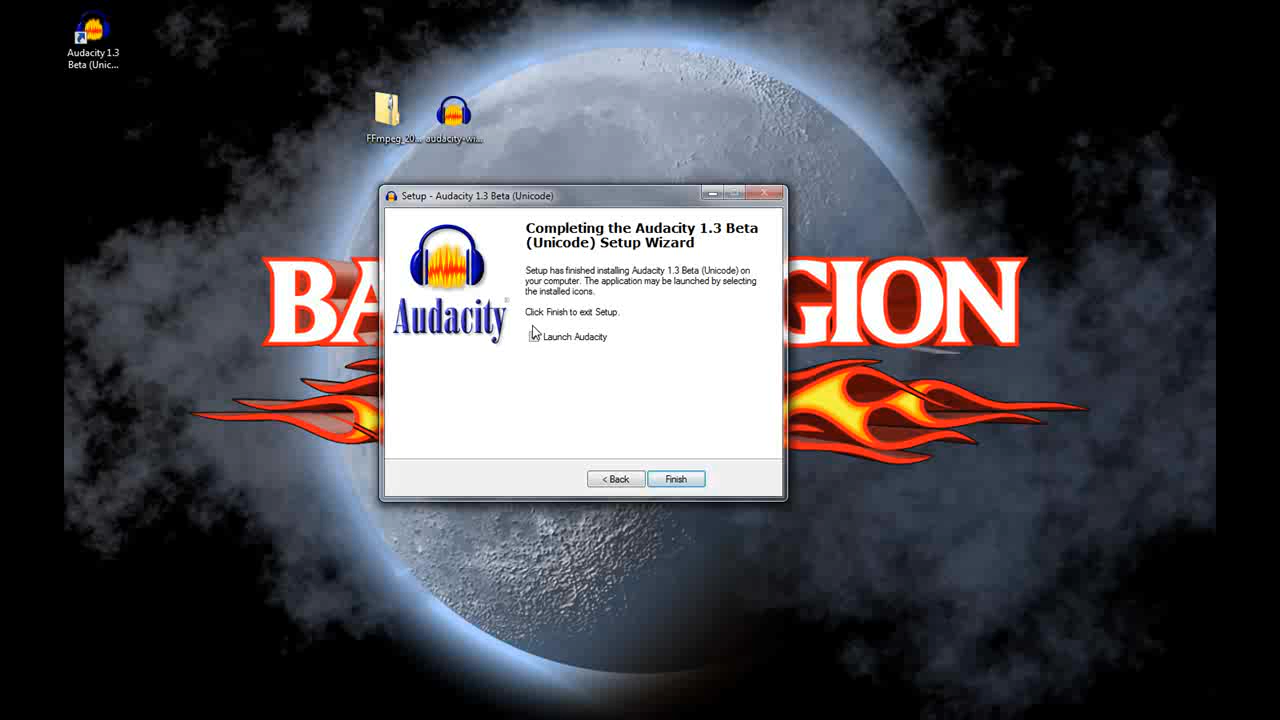 Audacity 1.3
Beta (Unic...
FFmpeg_20...
audacity-wi...
Setup - Audacity 1.3 Beta (Unicode)
Completing the Audacity 1.3 Beta
(Unicode) Setup Wizard
Setup has finished installing Audacity 1.3 Beta (Unicode) on
your computer. The application may be launched by selecting
the installed icons.
Click Finish to exit Setup.
Launch Audacity
Audacity®
BA
GION
< Back
Finish